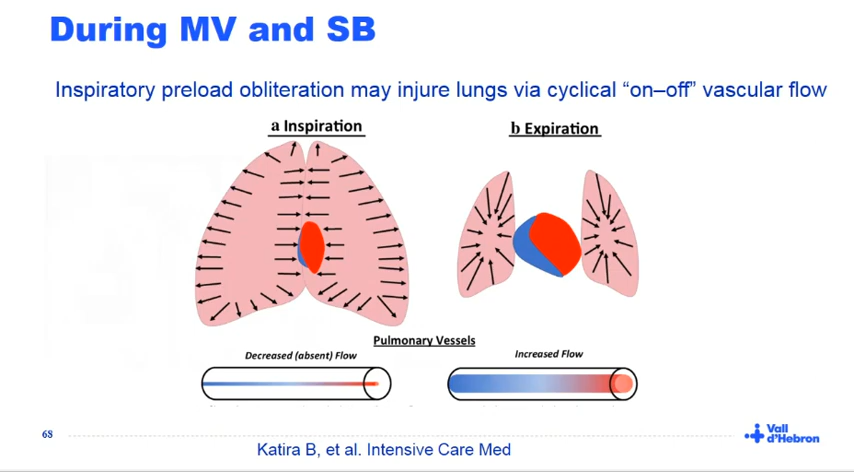 During MV and SB
Inspiratory preload obliteration may injure lungs via cyclical “on–off” vascular flow
a Inspiration
b Expiration
Pulmonary Vessels
Decreased (absent) Flow
Increased Flow
68
Vall
d’Hebron
Katira B, et al. Intensive Care Med